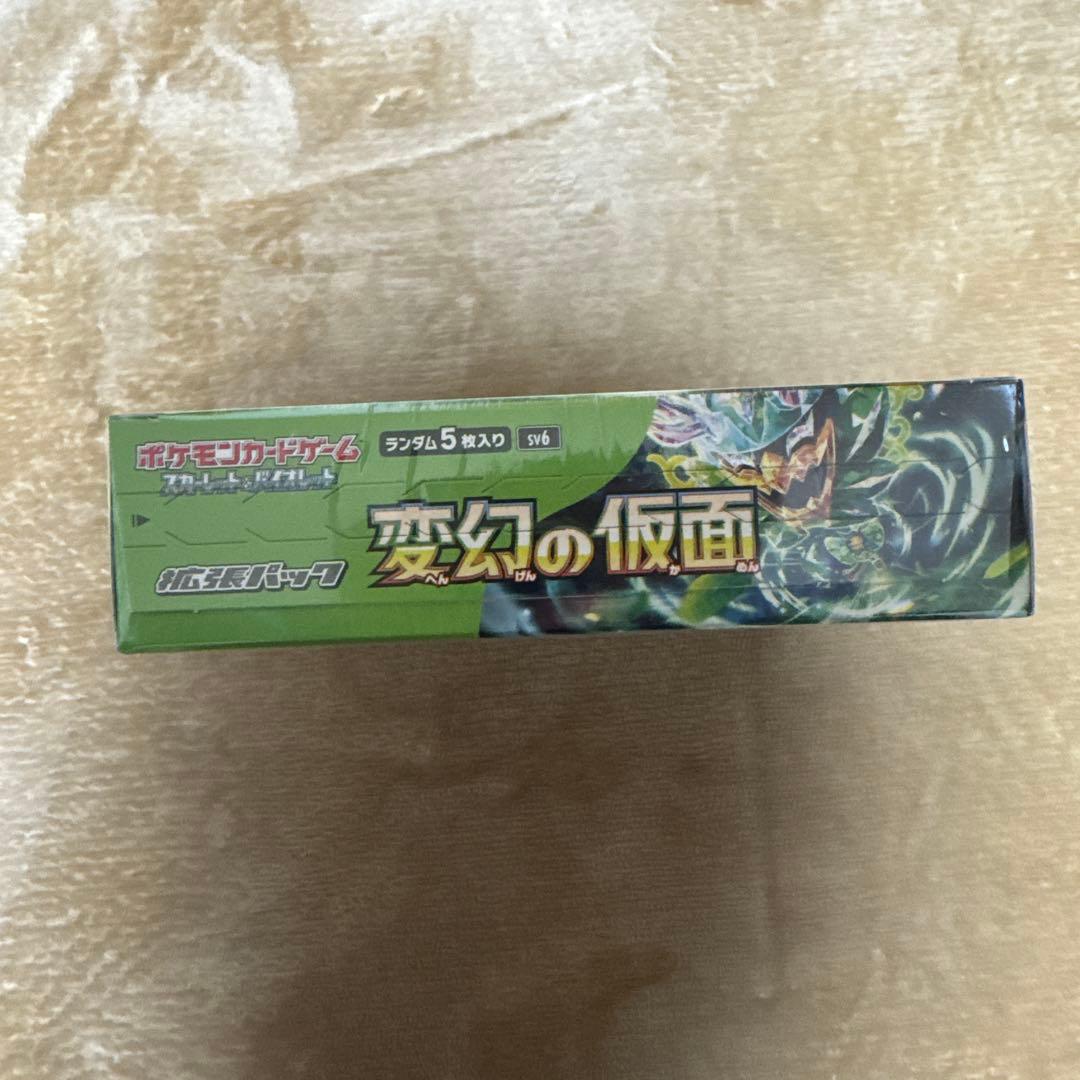 ポケモンカードゲーム
スカーレット&バイオレット
ランダム5枚入り
SV6
拡張パック
変幻の仮面
へんげんのかめん